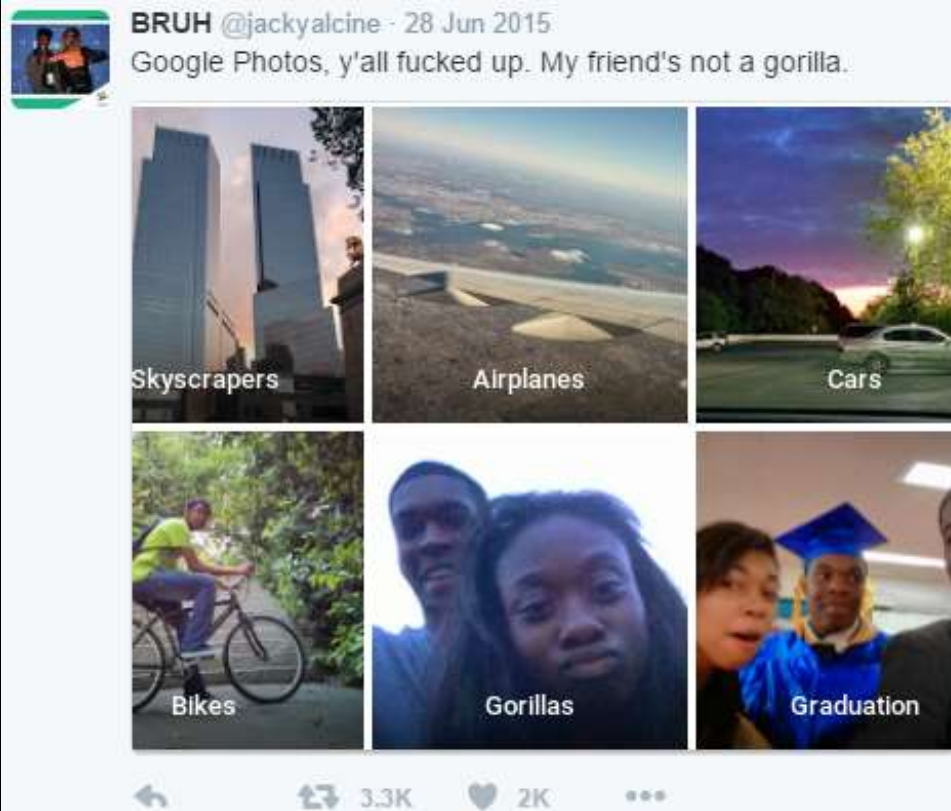 BRUH @jackyalcine · 28 Jun 2015
Google Photos, y'all fucked up. My friend's not a gorilla.
Skyscrapers
Airplanes
Cars
Bikes
Gorillas
Graduation
3.3K
2K